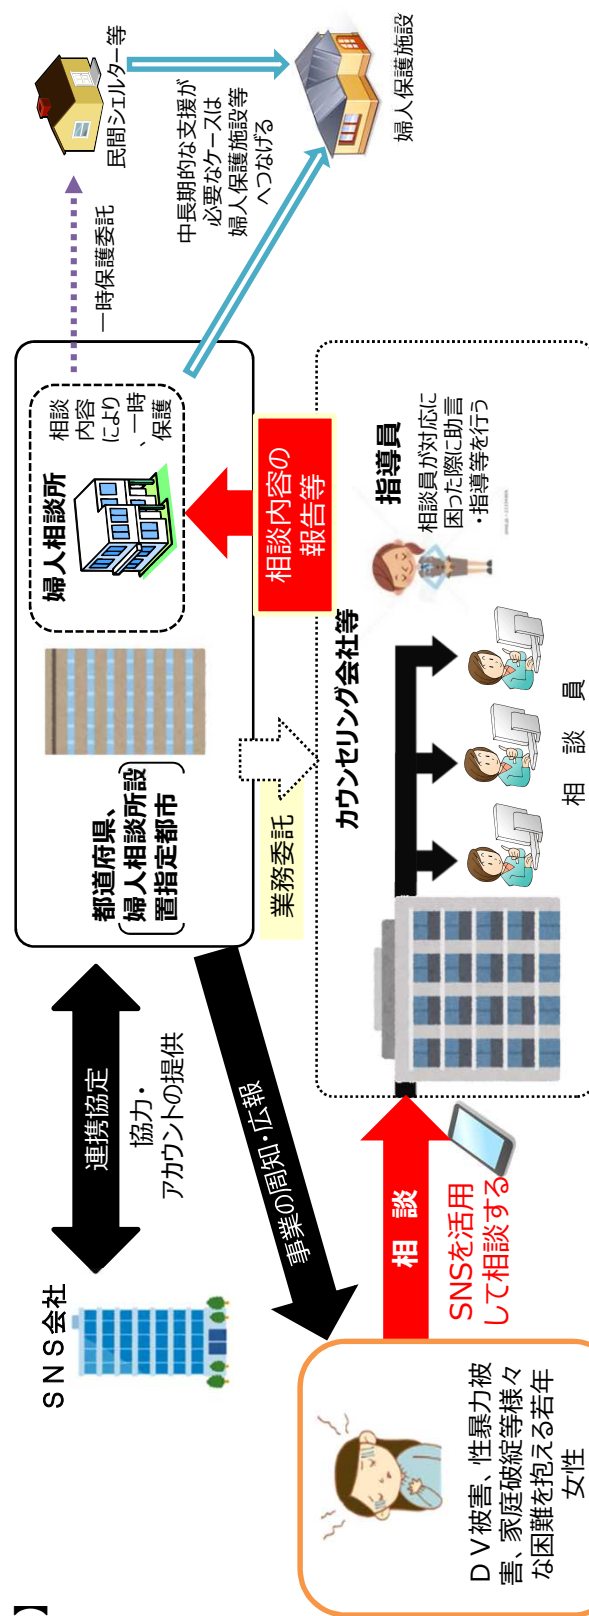 】
ＳＮＳ会社
連携協定
協力・
アカウントの提供
都道府県、
婦人相談所設
置指定都市
婦人相談所
相談
内容
により
、一時
保護
一時保護委託
民間シェルター等
中長期的な支援が
必要なケースは
婦人保護施設等
へつなげる
婦人保護施設
事業の周知・広報
業務委託
相談内容の
報告等
カウンセリング会社等
指導員
相談員が対応に
困った際に助言
・指導等を行う
相　談　員
ＤＶ被害、性暴力被
害、家庭破綻等様々
な困難を抱える若年
女性
相　談
SNSを活用
して相談する